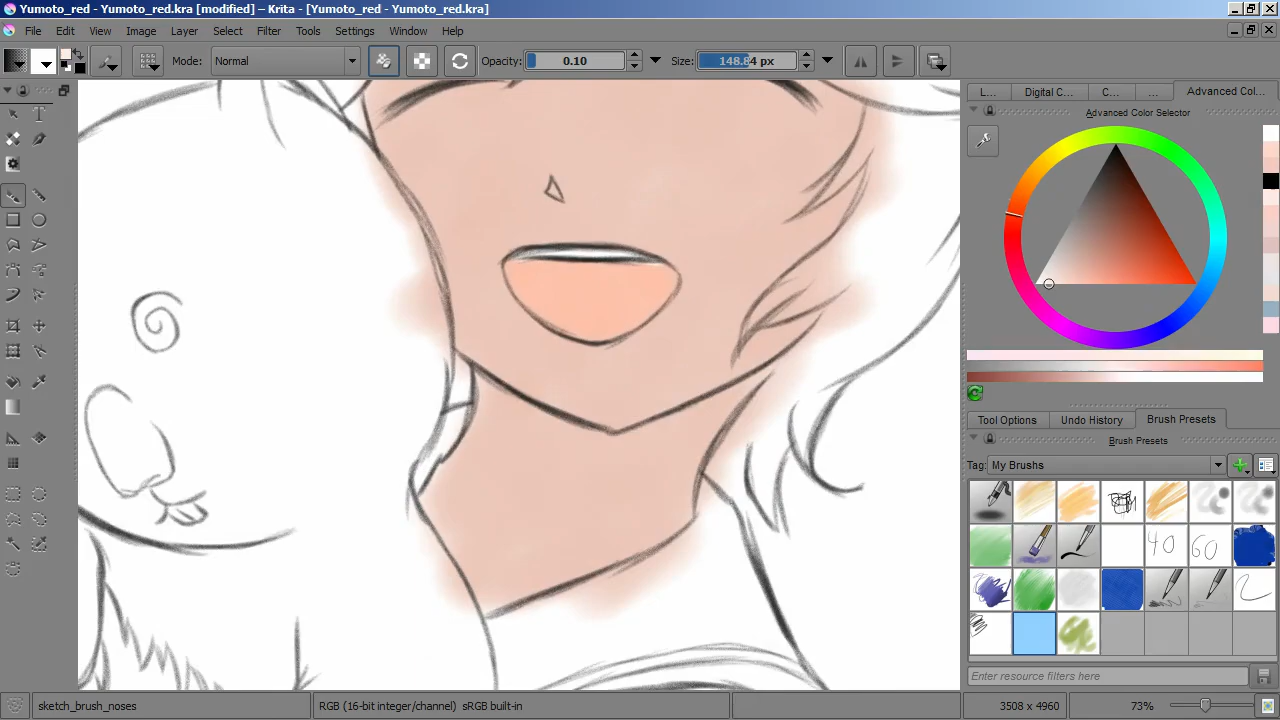 Yumoto_red - Yumoto_red.kra [modified] – Krita - [Yumoto_red - Yumoto_red.kra]
File Edit View Image Layer Select Filter Tools Settings Window Help
Mode: Normal Opacity: 0.10 Size: 148.84 px
L... Digital C... C... ... Advanced Col...
Advanced Color Selector
Tool Options Undo History Brush Presets
Brush Presets
Tag: My Brushes
40 60
Enter resource filters here
sketch_brush_noses RGB (16-bit integer/channel) sRGB built-in 3508 x 4960 73%